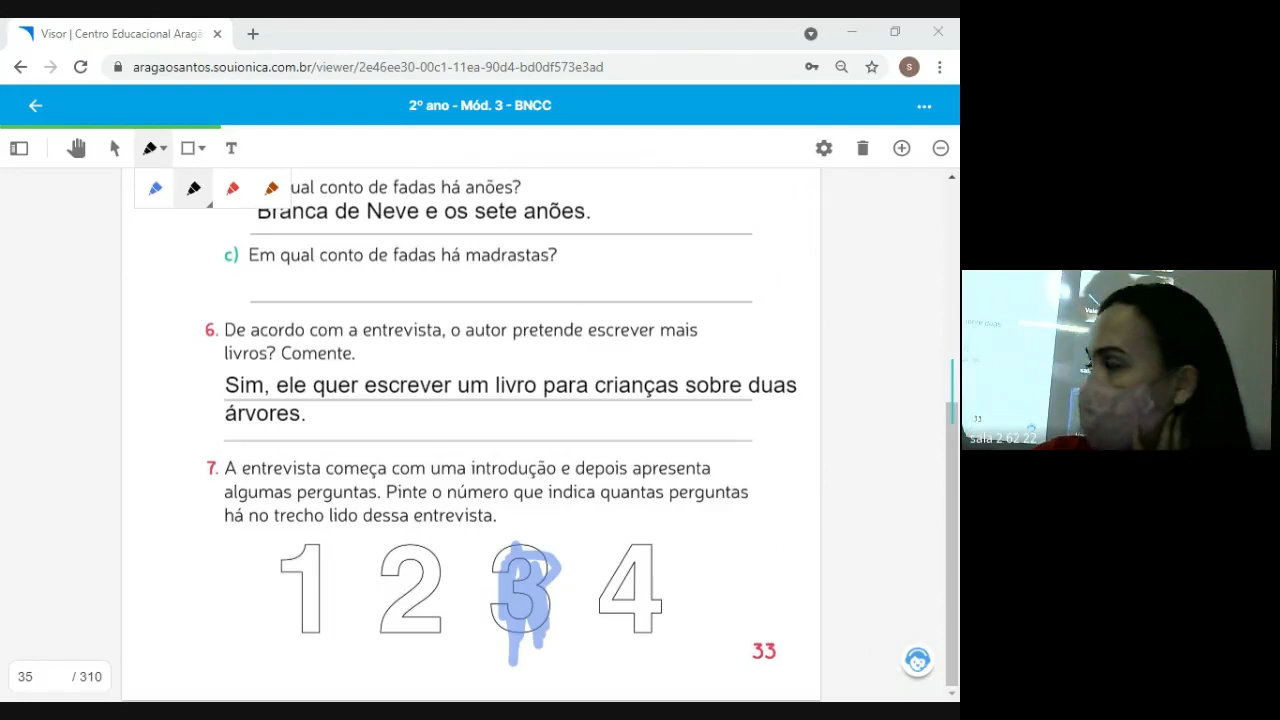 Visor | Centro Educacional Aragã
aragaosantos.souionica.com.br/viewer/2e46ee30-00c1-11ea-90d4-bd0df573e3ad
s
2º ano - Mód. 3 - BNCC
T
ual conto de fadas há anões?
Branca de Neve e os sete anões.
c) Em qual conto de fadas há madrastas?
6. De acordo com a entrevista, o autor pretende escrever mais
livros? Comente.
Sim, ele quer escrever um livro para crianças sobre duas
árvores.
7. A entrevista começa com uma introdução e depois apresenta
algumas perguntas. Pinte o número que indica quantas perguntas
há no trecho lido dessa entrevista.
1 2 3 4
33
35 / 310
sala 2 62 22